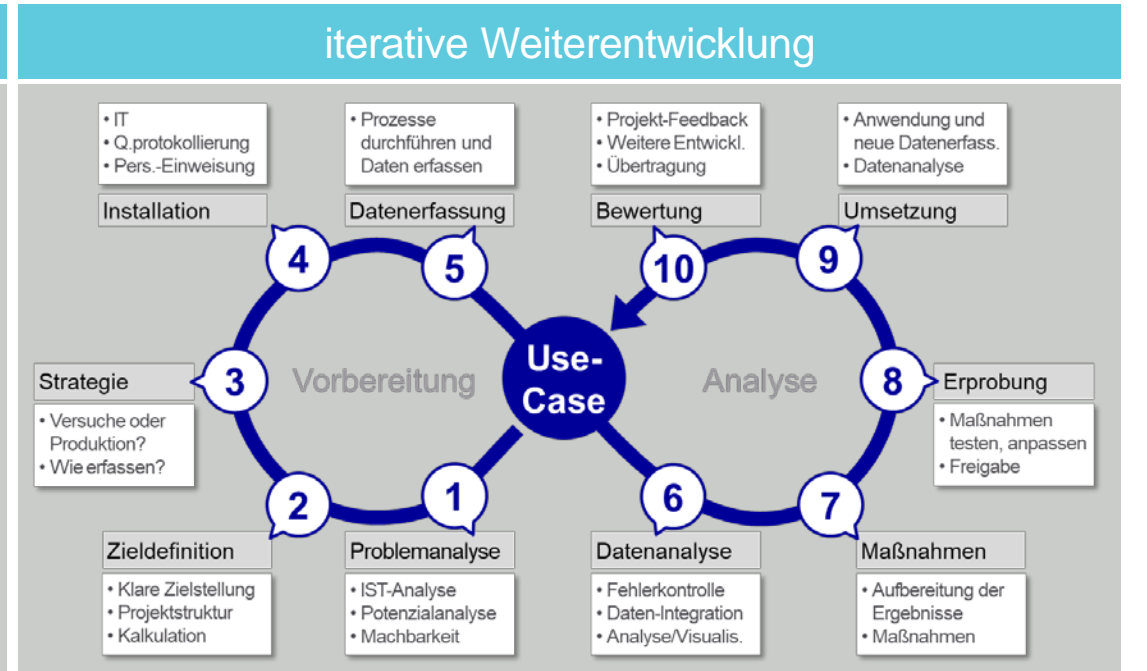 iterative Weiterentwicklung
• IT
• Q.protokollierung
• Pers.-Einweisung
Installation
• Prozesse
durchführen und
Daten erfassen
Datenerfassung
• Projekt-Feedback
• Weitere Entwickl.
• Übertragung
Bewertung
• Anwendung und
neue Datenerfass.
• Datenanalyse
Umsetzung
4
5
10
9
Strategie
• Versuche oder
Produktion?
• Wie erfassen?
3
Vorbereitung
Use-
Case
Analyse
8
Erprobung
• Maßnahmen
testen, anpassen
• Freigabe
2
1
6
7
Zieldefinition
• Klare Zielstellung
• Projektstruktur
• Kalkulation
Problemanalyse
• IST-Analyse
• Potenzialanalyse
• Machbarkeit
Datenanalyse
• Fehlerkontrolle
• Daten-Integration
• Analyse/Visualis.
Maßnahmen
• Aufbereitung der
Ergebnisse
• Maßnahmen